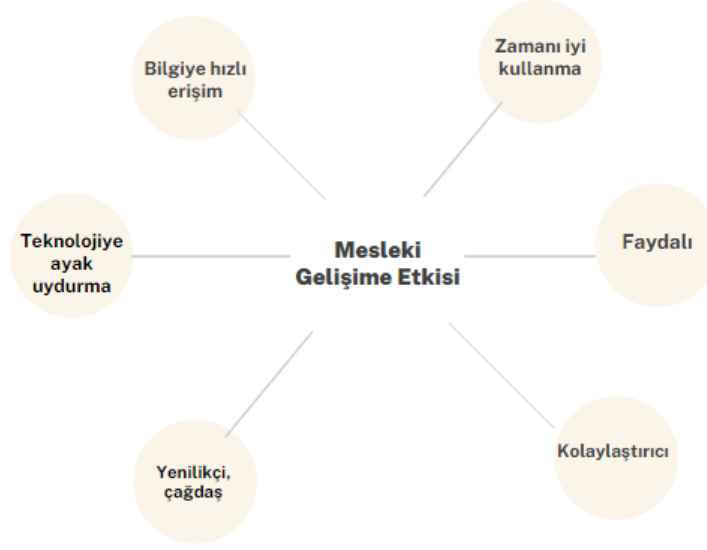 Bilgiye hızlı
erişim
Zamanı iyi
kullanma
Teknolojiye
ayak
uydurma
Mesleki
Gelişime Etkisi
Faydalı
Yenilikçi,
çağdaş
Kolaylaştırıcı